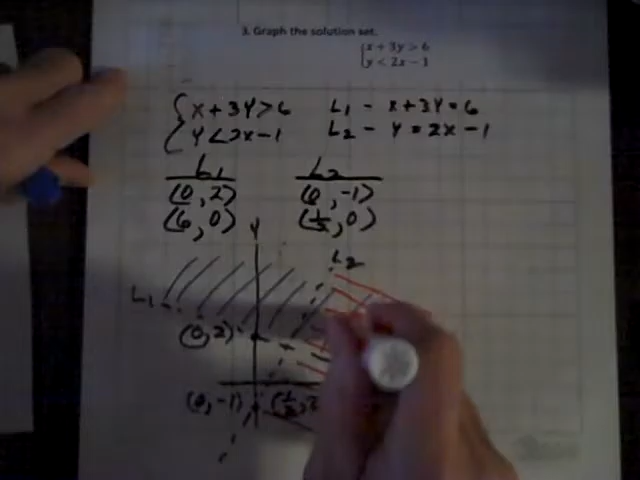 3. Graph the solution set.
x + 3y > 6
y < 2x - 1
x + 3y > 6 L1 - x + 3y = 6
y < 2x - 1 L2 - y = 2x - 1
L1 L2
(0, 2) (0, -1)
(6, 0) (1/2, 0)
y
L2
L1
(0, 2)
(0, -1)